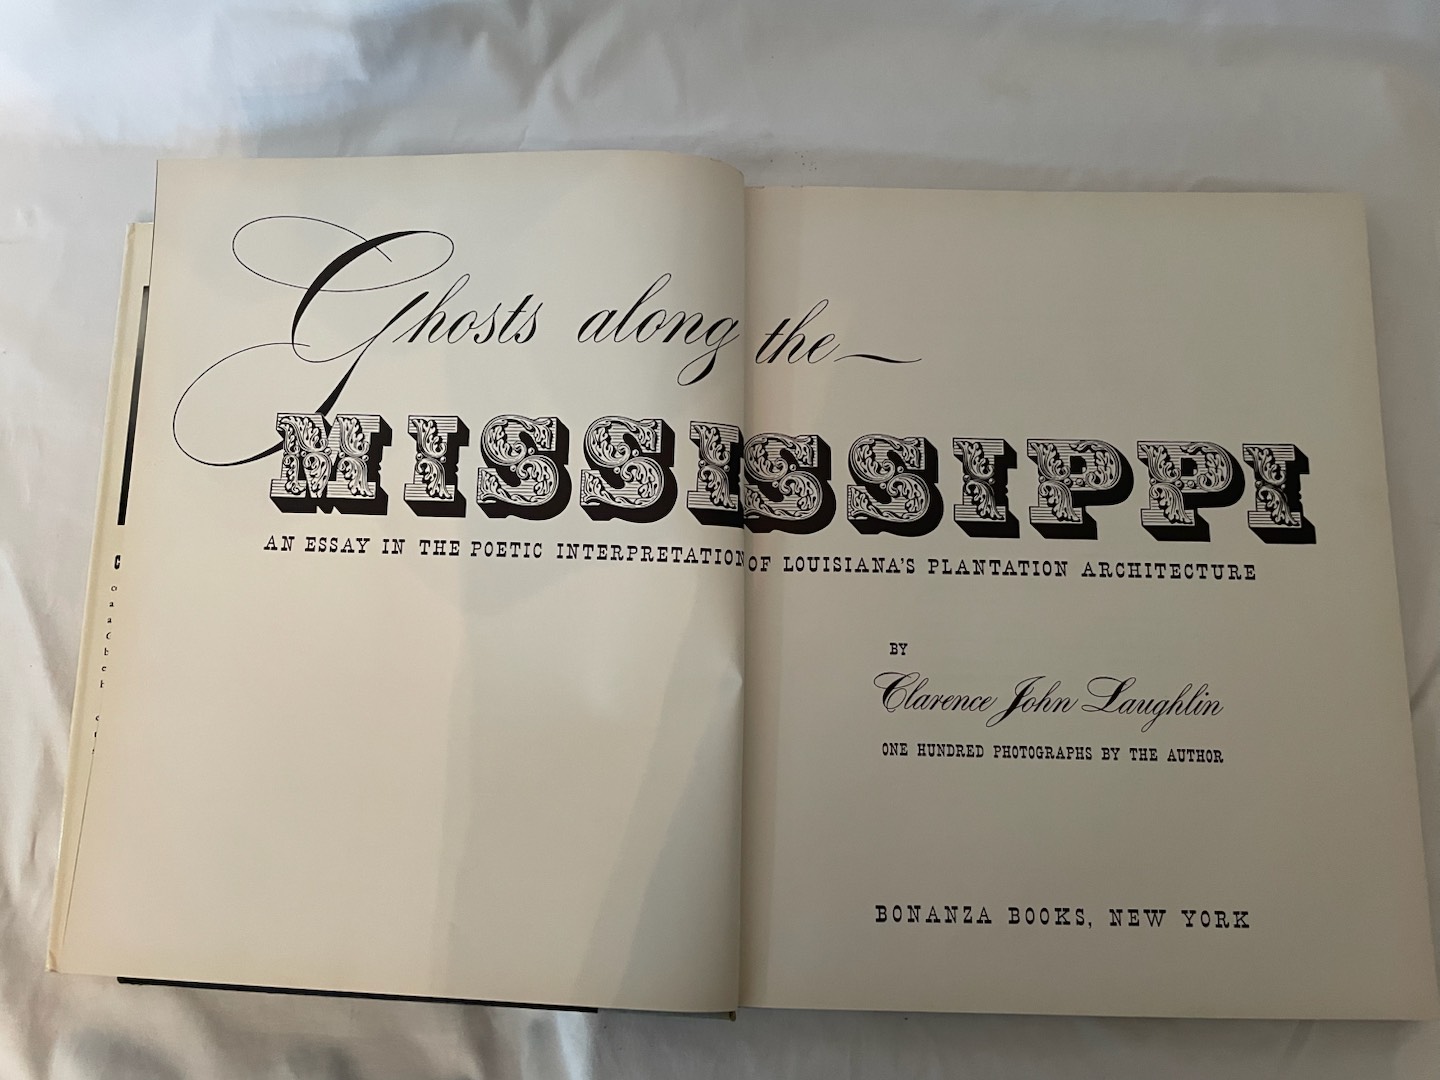 Ghosts along the
MISSISSIPPI
AN ESSAY IN THE POETIC INTERPRETATION OF LOUISIANA'S PLANTATION ARCHITECTURE
BY
Clarence John Laughlin
ONE HUNDRED PHOTOGRAPHS BY THE AUTHOR
BONANZA BOOKS, NEW YORK